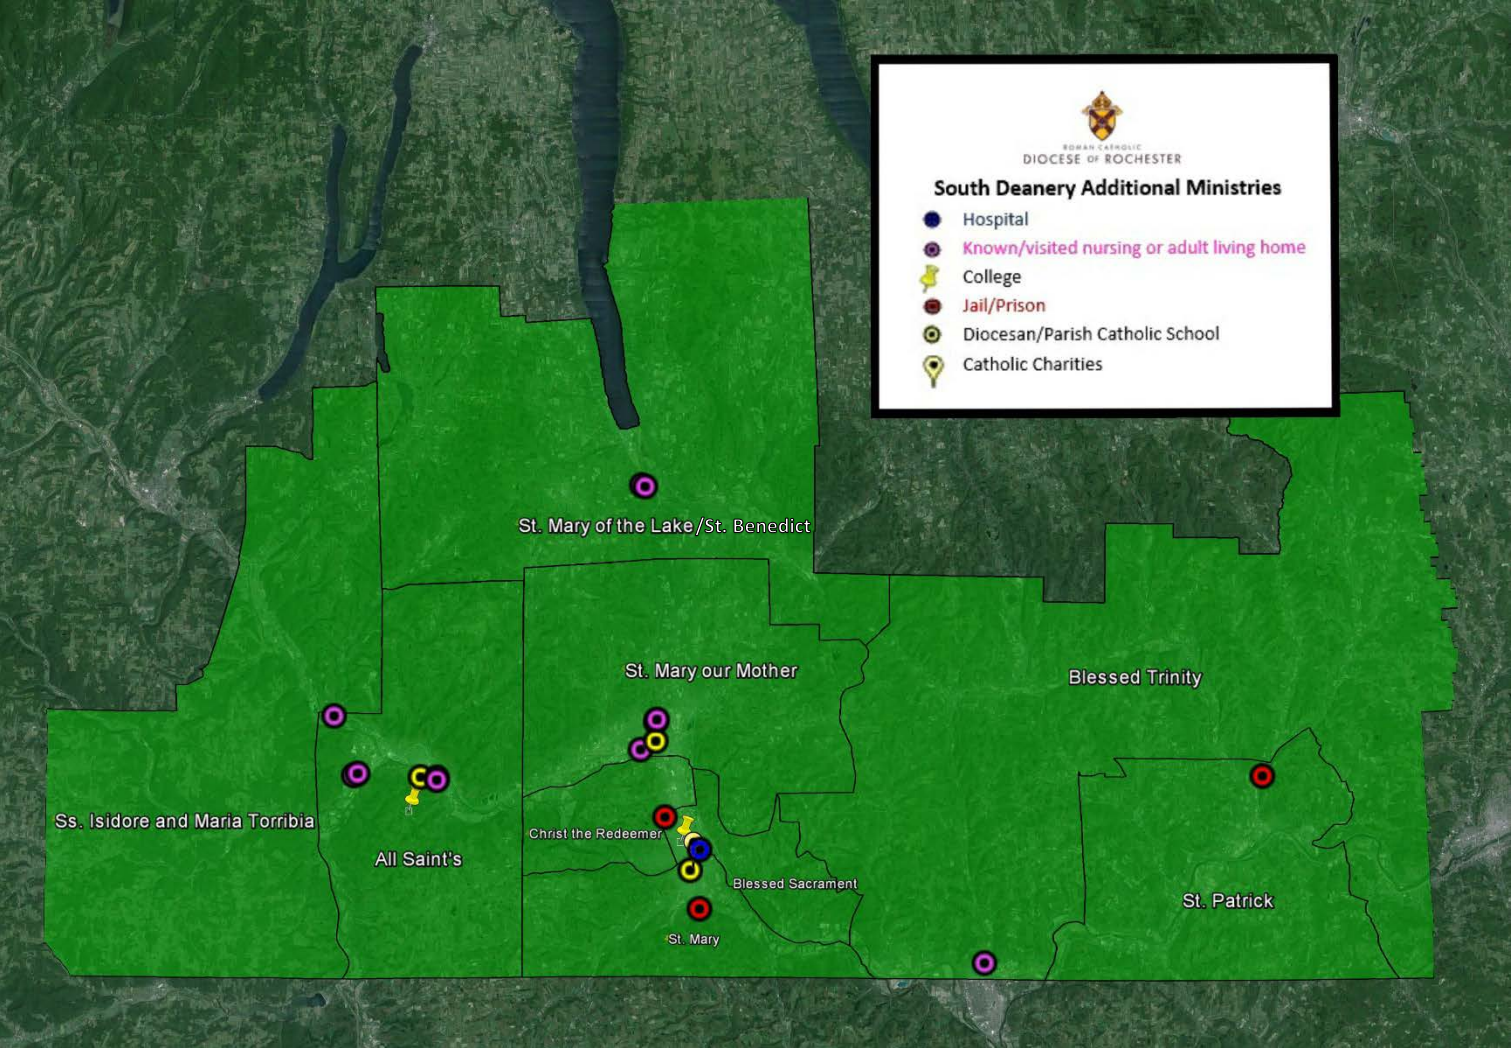 ROMAN CATHOLIC
DIOCESE OF ROCHESTER
South Deanery Additional Ministries
Hospital
Known/visited nursing or adult living home
College
Jail/Prison
Diocesan/Parish Catholic School
Catholic Charities
St. Mary of the Lake/St. Benedict
St. Mary our Mother
Blessed Trinity
Ss. Isidore and Maria Torribia
Christ the Redeemer
All Saint's
Blessed Sacrament
St. Patrick
St. Mary